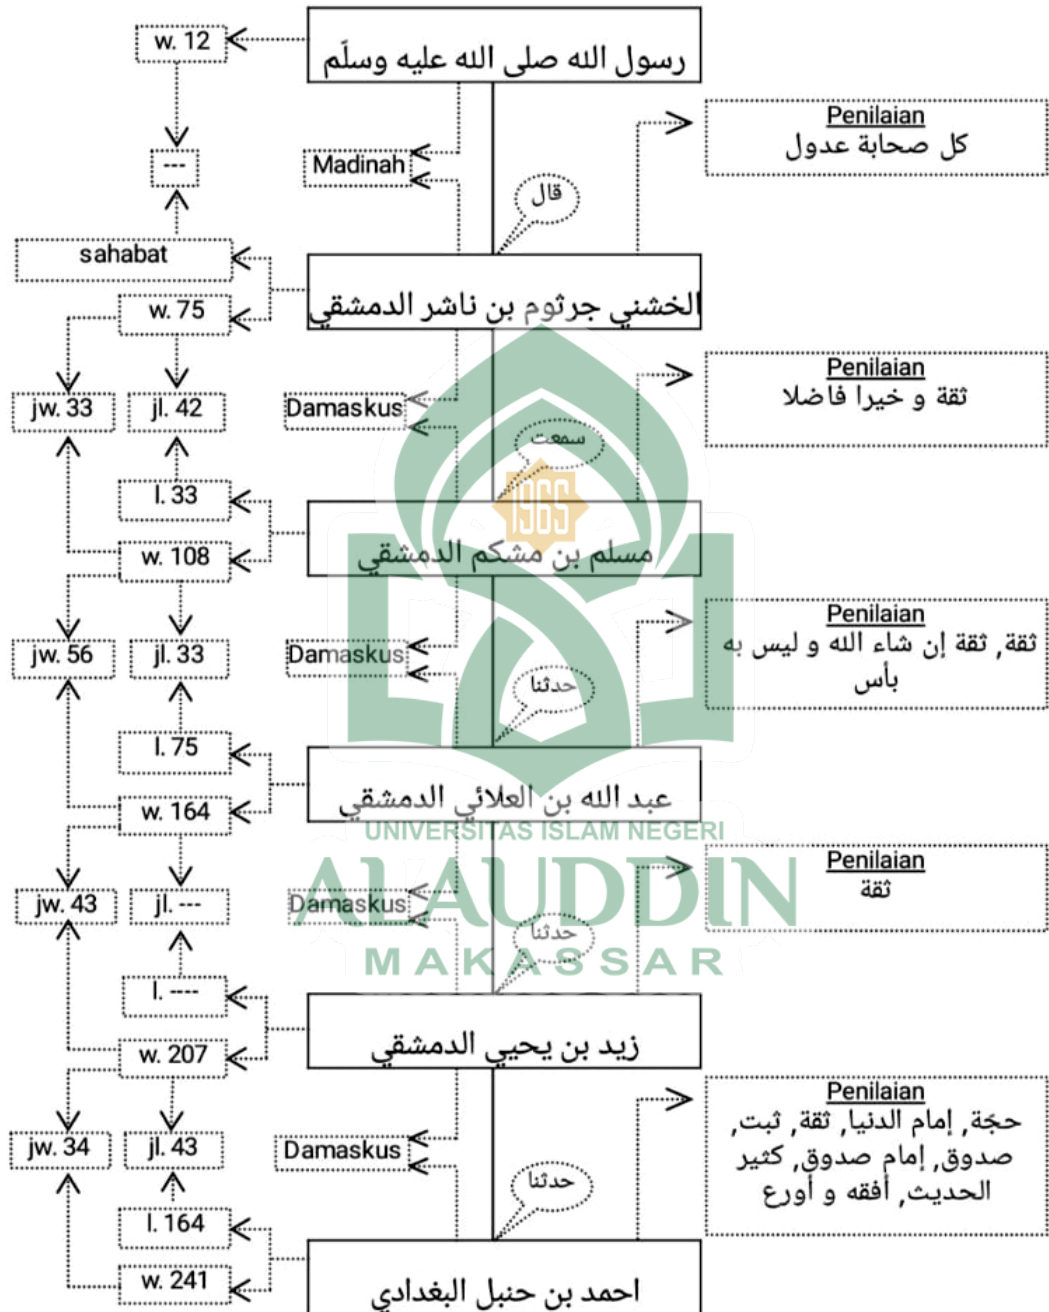 w. 12
رسول الله صلى الله عليه وسلّم
Penilaian
كل صحابة عدول
---
Madinah
قال
sahabat
w. 75
الخشني جرثوم بن ناشر الدمشقي
Penilaian
ثقة و خيرا فاضلا
jw. 33
jl. 42
Damaskus
سمعت
l. 33
1965
w. 108
مسلم بن مشكم الدمشقي
Penilaian
ثقة, ثقة إن شاء الله و ليس به
بأس
jw. 56
jl. 33
Damaskus
حدثنا
l. 75
w. 164
عبد الله بن العلائي الدمشقي
UNIVERSITAS ISLAM NEGERI
ALAUDDIN
MAKASSAR
Penilaian
ثقة
jw. 43
jl. ---
Damaskus
حدثنا
l. ----
w. 207
زيد بن يحيي الدمشقي
Penilaian
حجّة, إمام الدنيا, ثقة, ثبت,
صدوق, إمام صدوق, كثير
الحديث, أفقه و أورع
jw. 34
jl. 43
Damaskus
حدثنا
l. 164
w. 241
احمد بن حنبل البغدادي